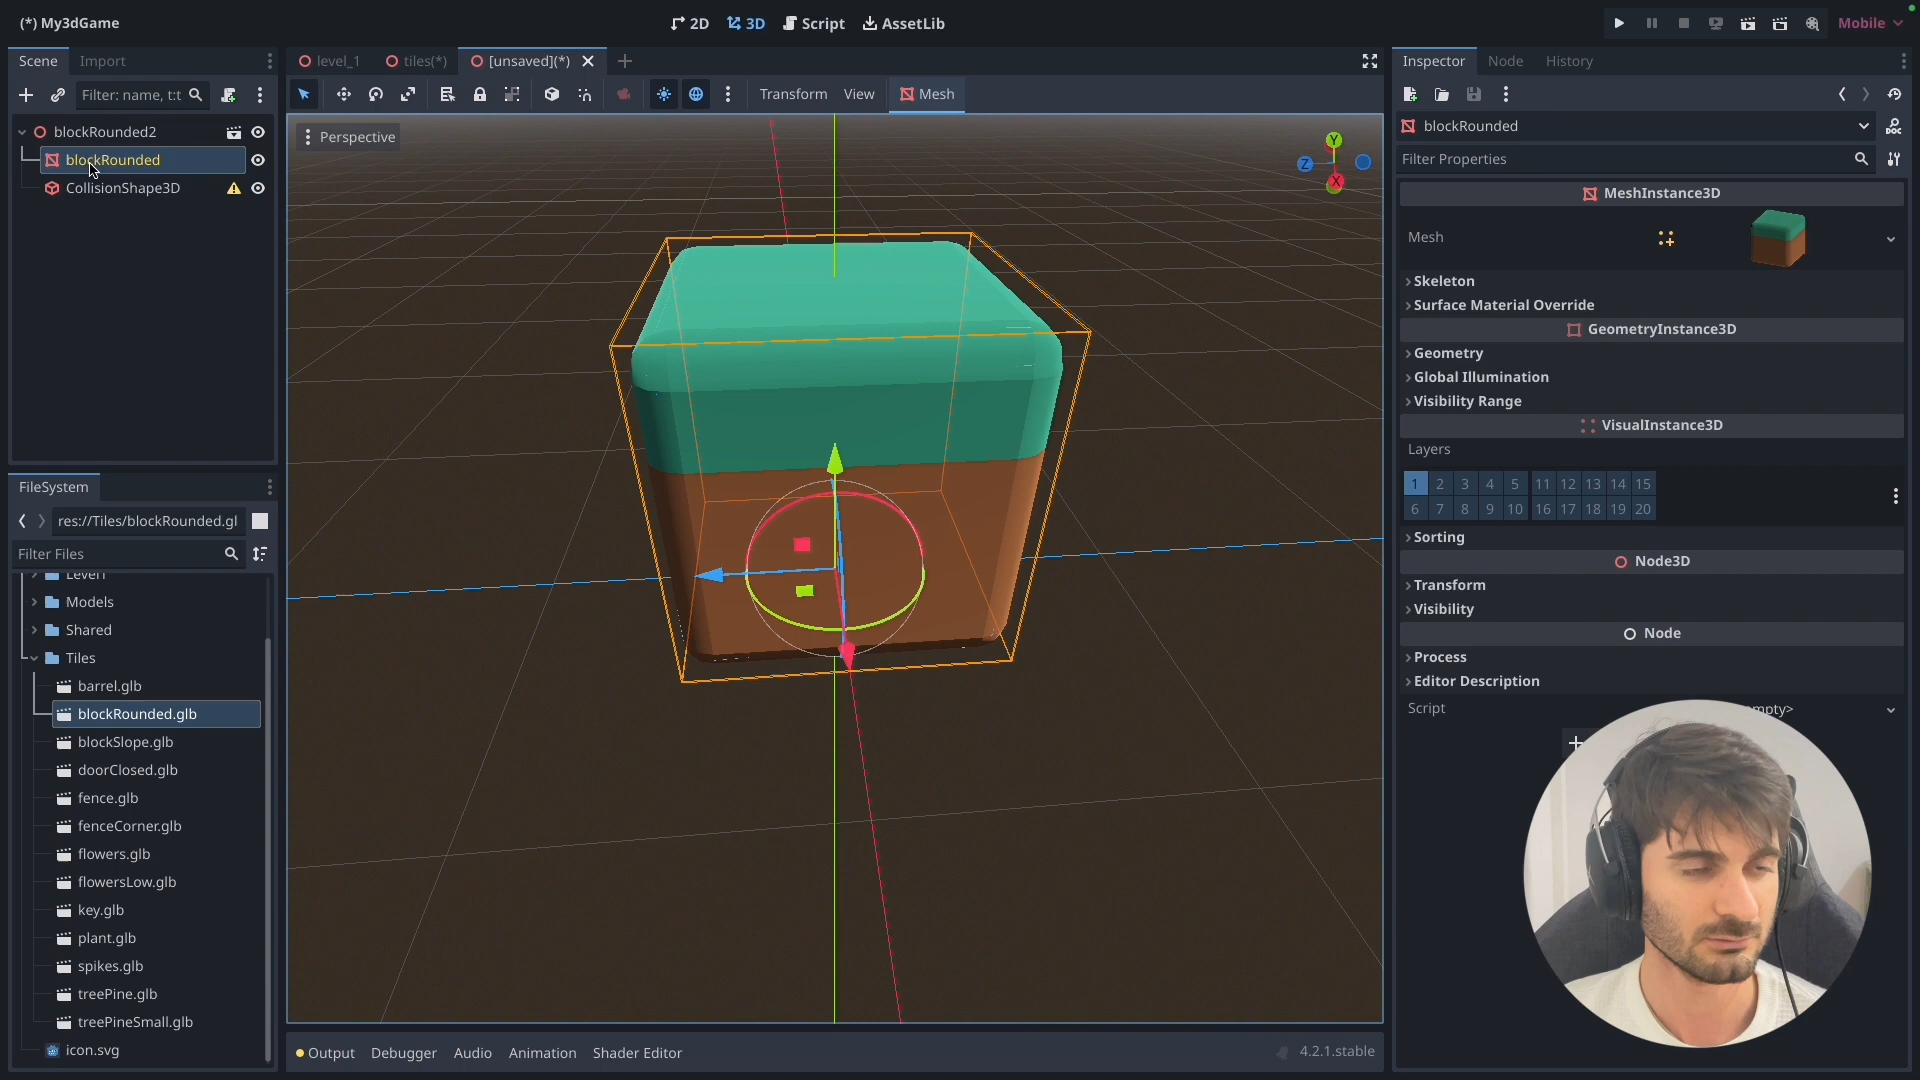 (*) My3dGame
2D
3D
Script
AssetLib
Mobile
Scene
Import
Filter: name, t:t
blockRounded2
blockRounded
CollisionShape3D
FileSystem
res://Tiles/blockRounded.gl
Filter Files
Level1
Models
Shared
Tiles
barrel.glb
blockRounded.glb
blockSlope.glb
doorClosed.glb
fence.glb
fenceCorner.glb
flowers.glb
flowersLow.glb
key.glb
plant.glb
spikes.glb
treePine.glb
treePineSmall.glb
icon.svg
level_1
tiles(*)
[unsaved](*)
Transform
View
Mesh
Perspective
Y
Z
X
Output
Debugger
Audio
Animation
Shader Editor
4.2.1.stable
Inspector
Node
History
blockRounded
Filter Properties
MeshInstance3D
Mesh
Skeleton
Surface Material Override
GeometryInstance3D
Geometry
Global Illumination
Visibility Range
VisualInstance3D
Layers
1 2 3 4 5 11 12 13 14 15
6 7 8 9 10 16 17 18 19 20
Sorting
Node3D
Transform
Visibility
Node
Process
Editor Description
Script